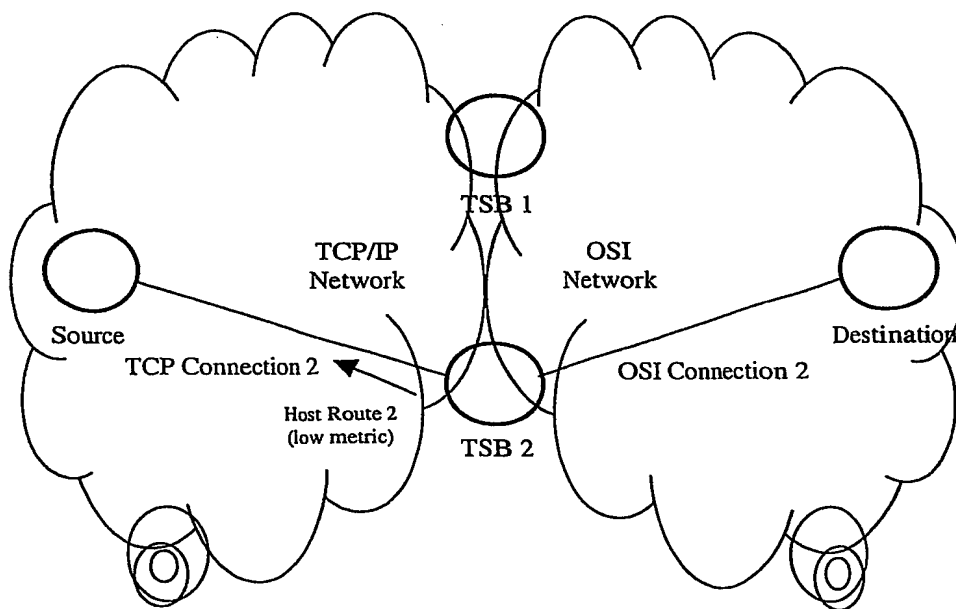 TSB 1
TCP/IP
Network
OSI
Network
Source
Destination
TCP Connection 2
OSI Connection 2
Host Route 2
(low metric)
TSB 2